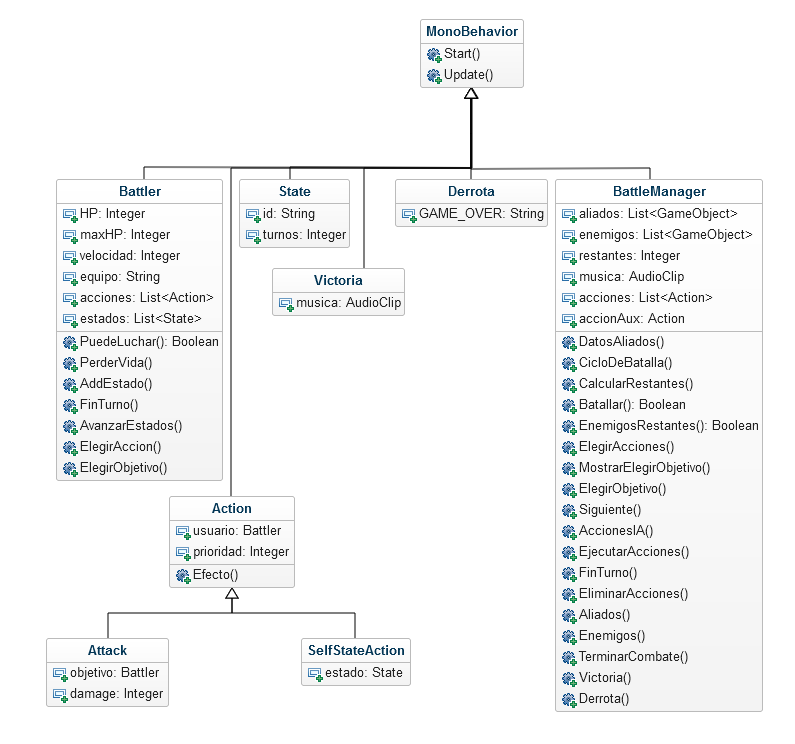 MonoBehavior
Start()
Update()
Battler
HP: Integer
maxHP: Integer
velocidad: Integer
equipo: String
acciones: List<Action>
estados: List<State>
PuedeLuchar(): Boolean
PerderVida()
AddEstado()
FinTurno()
AvanzarEstados()
ElegirAccion()
ElegirObjetivo()
State
id: String
turnos: Integer
Victoria
musica: AudioClip
Derrota
GAME_OVER: String
BattleManager
aliados: List<GameObject>
enemigos: List<GameObject>
restantes: Integer
musica: AudioClip
acciones: List<Action>
accionAux: Action
DatosAliados()
CicloDeBatalla()
CalcularRestantes()
Batallar(): Boolean
EnemigosRestantes(): Boolean
ElegirAcciones()
MostrarElegirObjetivo()
ElegirObjetivo()
Siguiente()
AccionesIA()
EjecutarAcciones()
FinTurno()
EliminarAcciones()
Aliados()
Enemigos()
TerminarCombate()
Victoria()
Derrota()
Action
usuario: Battler
prioridad: Integer
Efecto()
Attack
objetivo: Battler
damage: Integer
SelfStateAction
estado: State